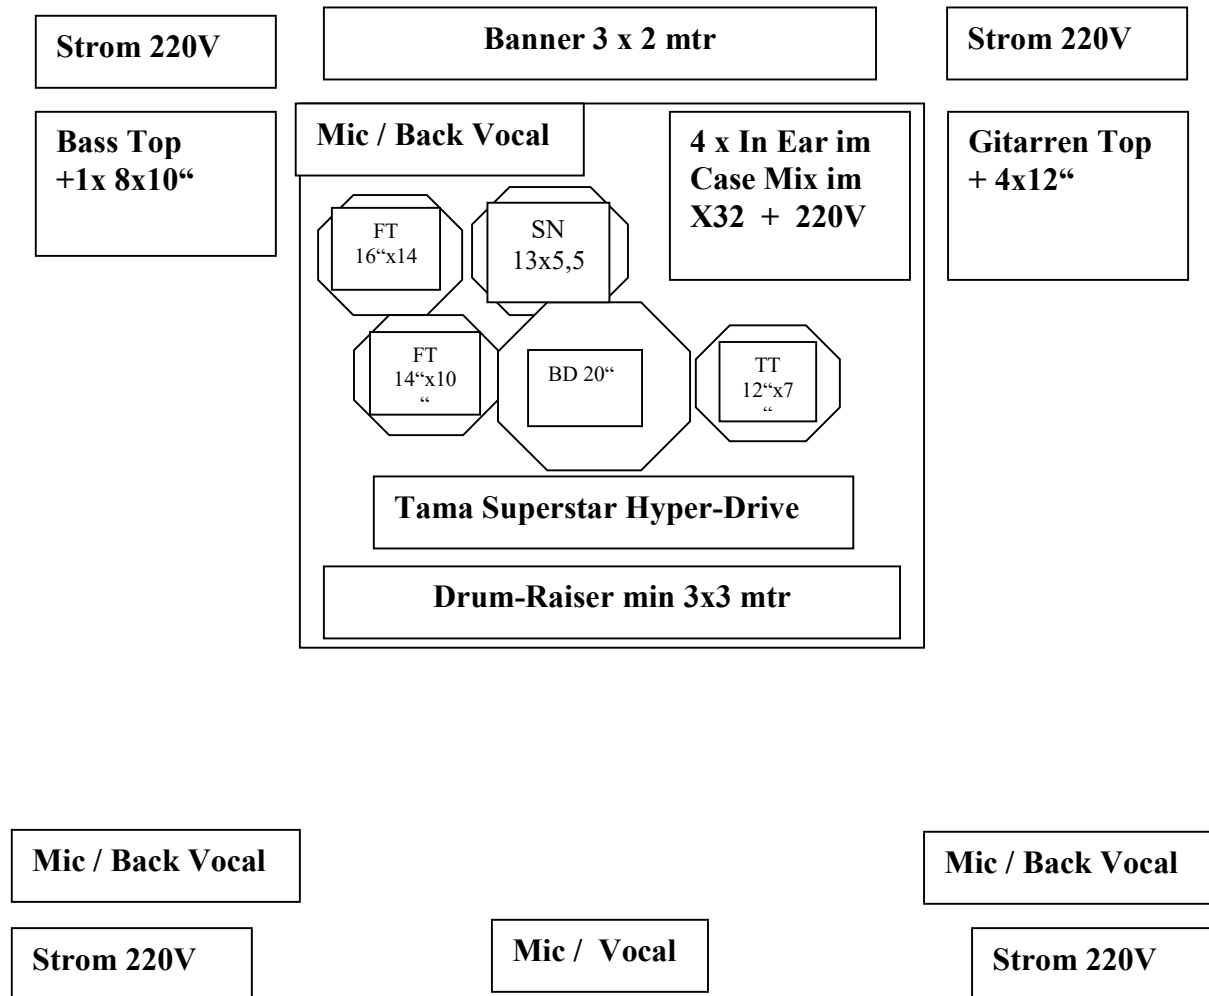 Strom 220V
Banner 3 x 2 mtr
Strom 220V
Bass Top
+1x 8x10“
Mic / Back Vocal
4 x In Ear im
Case Mix im
X32 + 220V
Gitarren Top
+ 4x12“
FT
16“x14
SN
13x5,5
FT
14“x10
“
BD 20“
TT
12“x7
“
Tama Superstar Hyper-Drive
Drum-Raiser min 3x3 mtr
Mic / Back Vocal
Mic / Back Vocal
Strom 220V
Mic / Vocal
Strom 220V